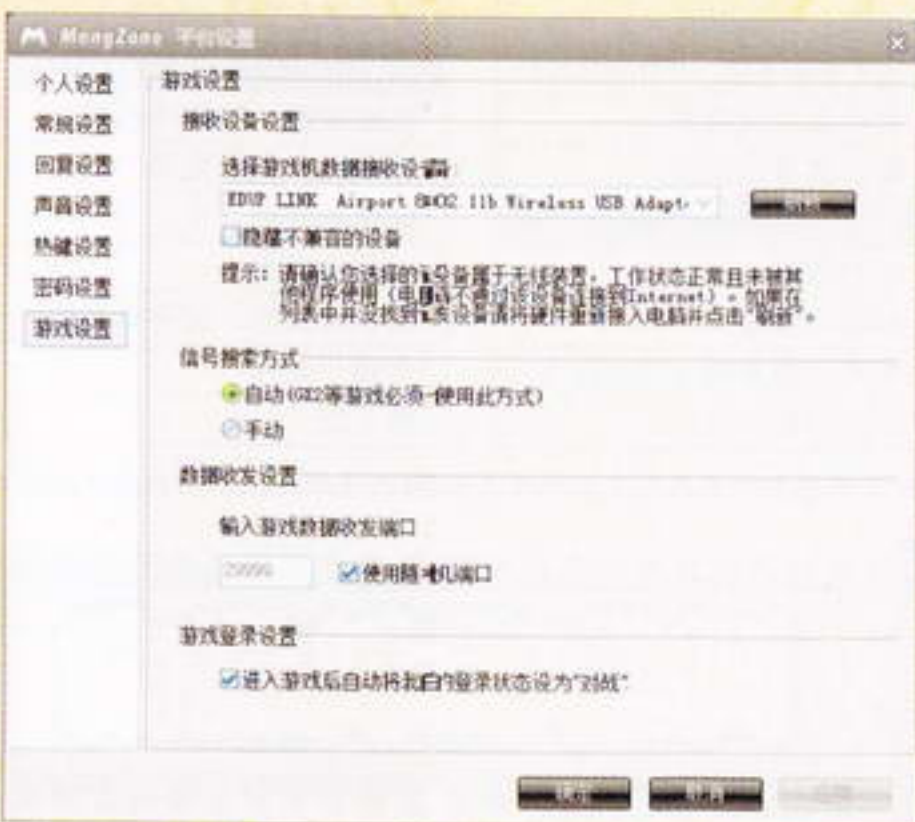 MengZone 平台设置
个人设置
常规设置
回复设置
声音设置
热键设置
密码设置
游戏设置
游戏设置
接收设备设置
选择游戏机数据接收设备
EDUP LINK Airport 8W02 11b Wireless USB Adapt
隐藏不兼容的设备
提示：请确认您选择的设备属于无线装置，工作状态正常且未被其
他程序使用（电脑不通过该设备连接到Internet）。如果在
列表中并没找到该设备请将硬件重新接入电脑并点击"刷新"。
信号搜索方式
自动(GX2等游戏必须使用此方式)
手动
数据收发设置
输入游戏数据收发端口
使用随机端口
游戏登录设置
进入游戏后自动将我的登录状态设为"对战"
确定
取消